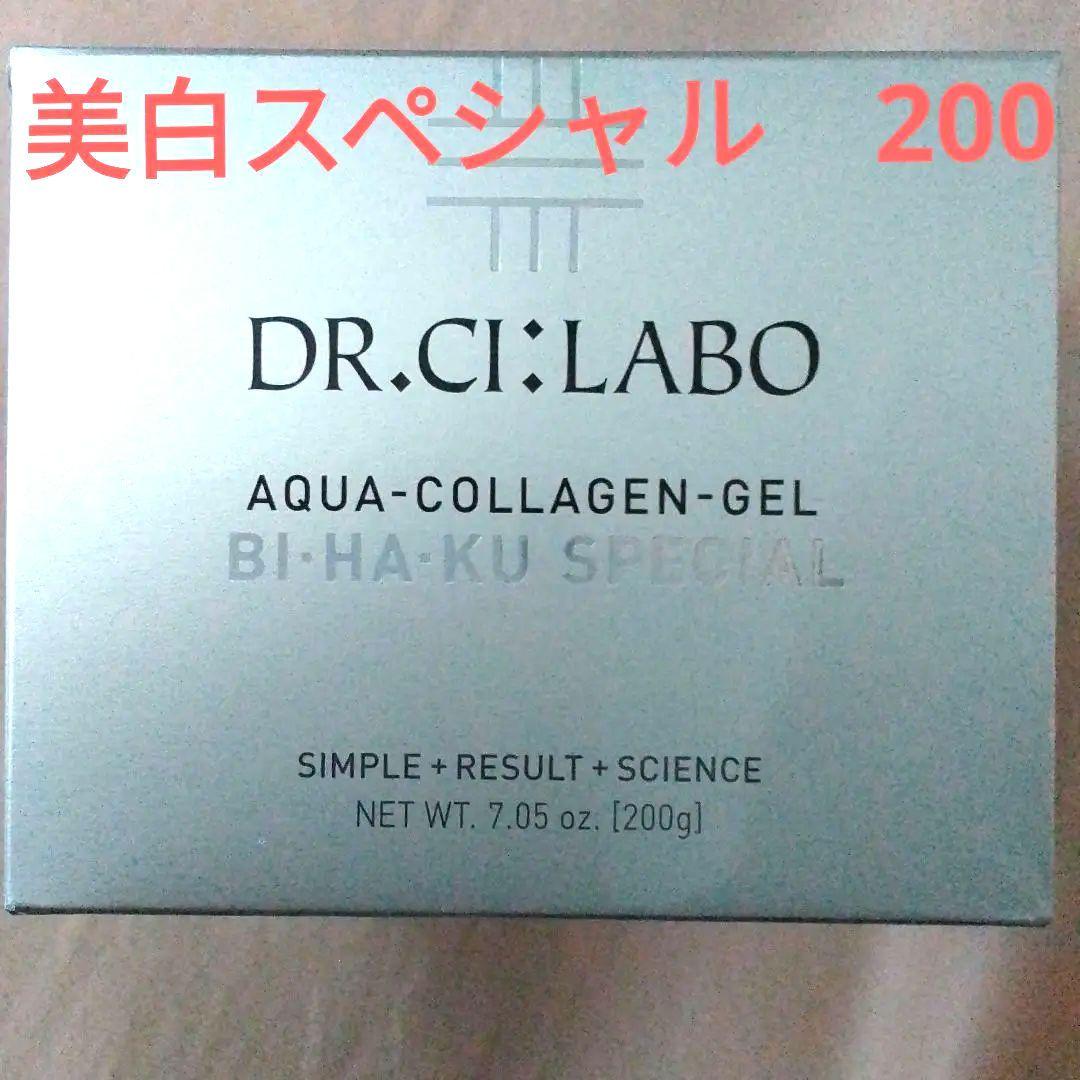 美白スペシャル　200
DR.CI:LABO
AQUA-COLLAGEN-GEL
BI・HA・KU SPECIAL
SIMPLE + RESULT + SCIENCE
NET WT. 7.05 oz. [200g]